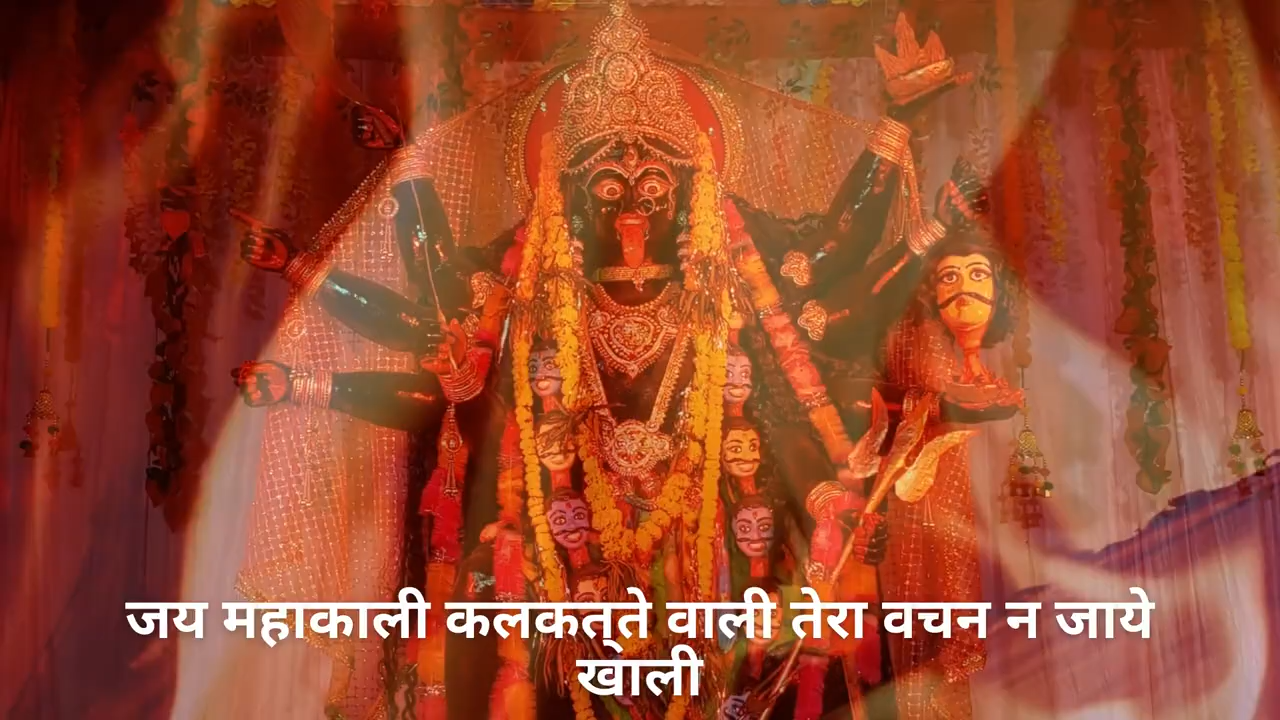 जय महाकाली कलकत्ते वाली तेरा वचन न जाये
खाली